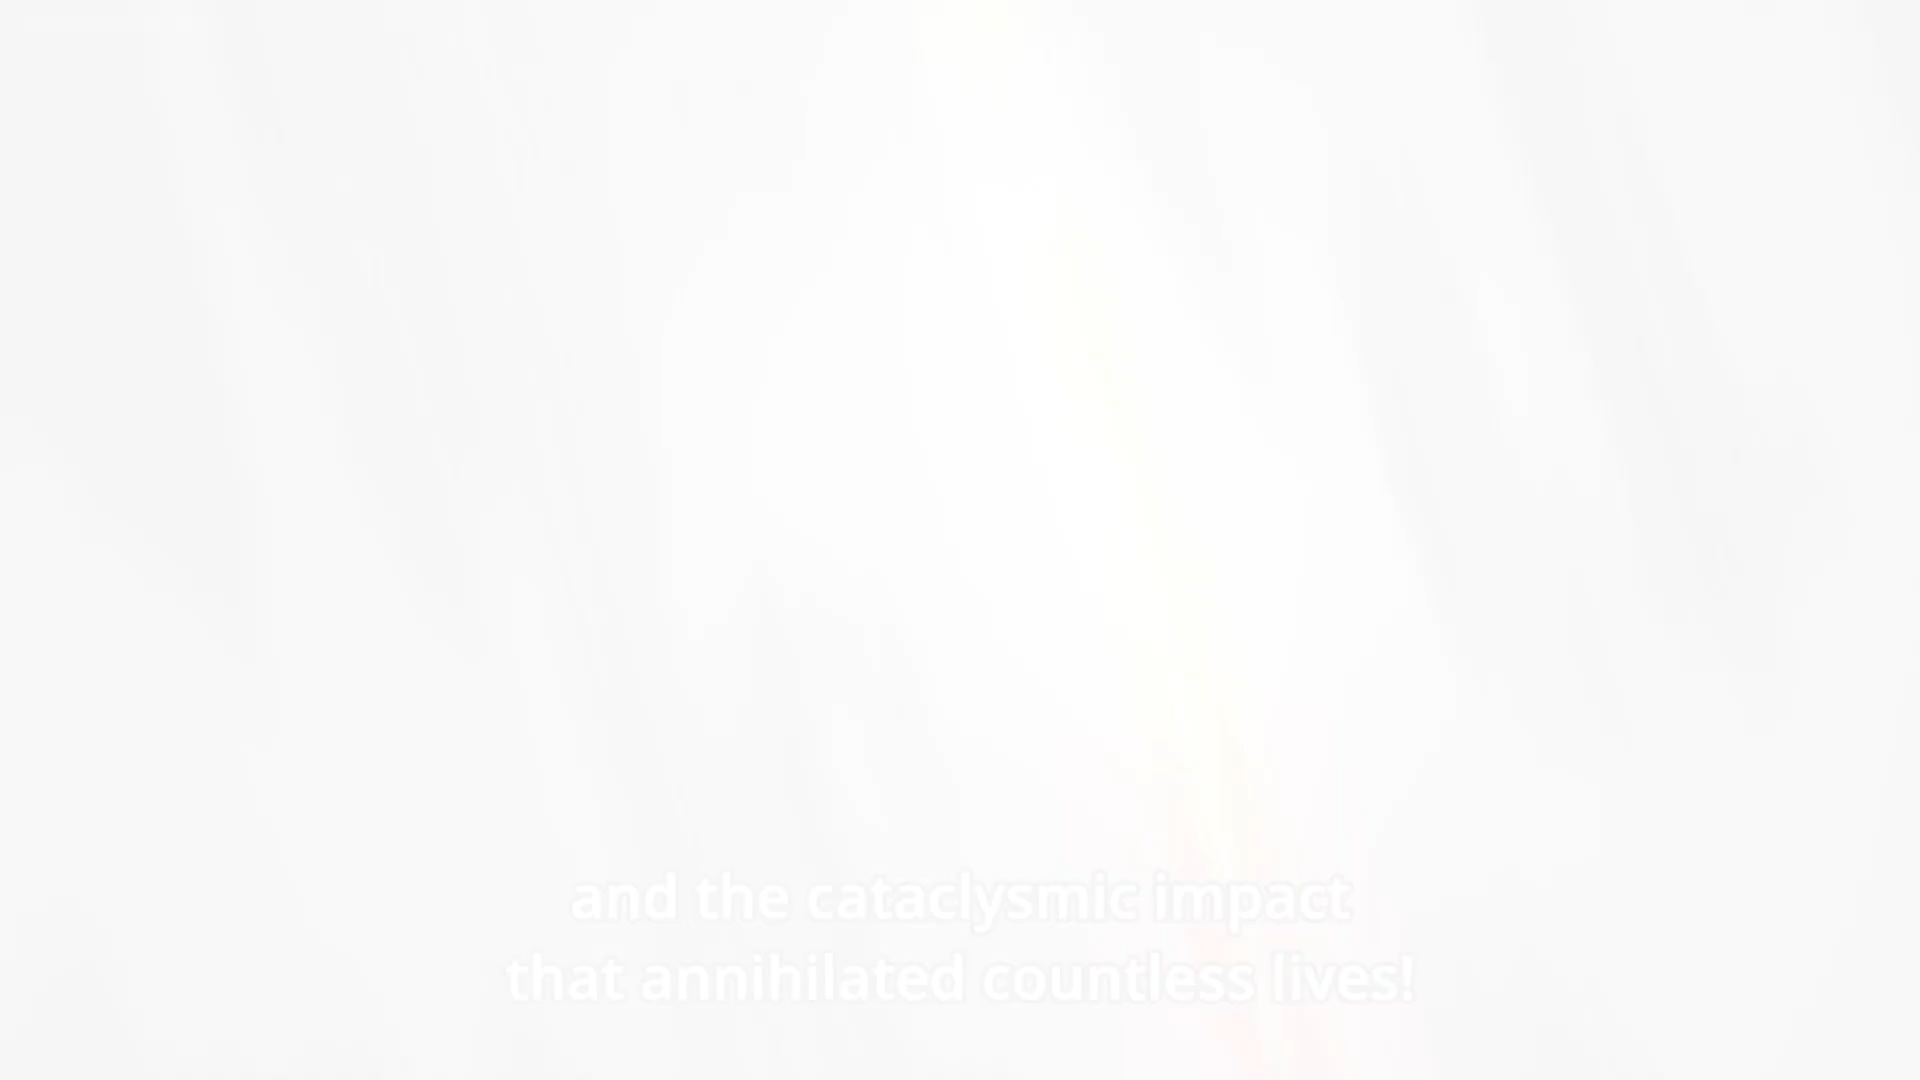 and the cataclysmic impact
that annihilated countless lives!